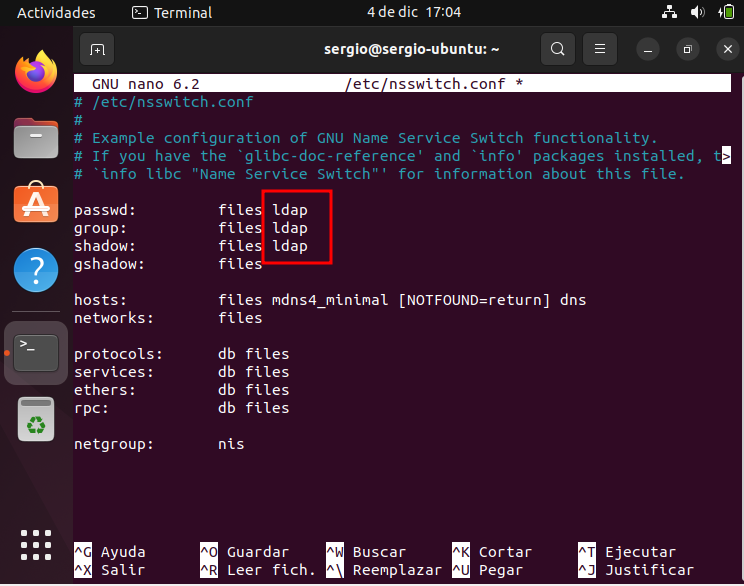 Actividades Terminal 4 de dic 17:04
sergio@sergio-ubuntu: ~
GNU nano 6.2 /etc/nsswitch.conf *
# /etc/nsswitch.conf
#
# Example configuration of GNU Name Service Switch functionality.
# If you have the `glibc-doc-reference' and `info' packages installed, t>
# `info libc "Name Service Switch"' for information about this file.
passwd: files ldap
group: files ldap
shadow: files ldap
gshadow: files
hosts: files mdns4_minimal [NOTFOUND=return] dns
networks: files
protocols: db files
services: db files
ethers: db files
rpc: db files
netgroup: nis
^G Ayuda ^O Guardar ^W Buscar ^K Cortar ^T Ejecutar
^X Salir ^R Leer fich. ^\ Reemplazar ^U Pegar ^J Justificar